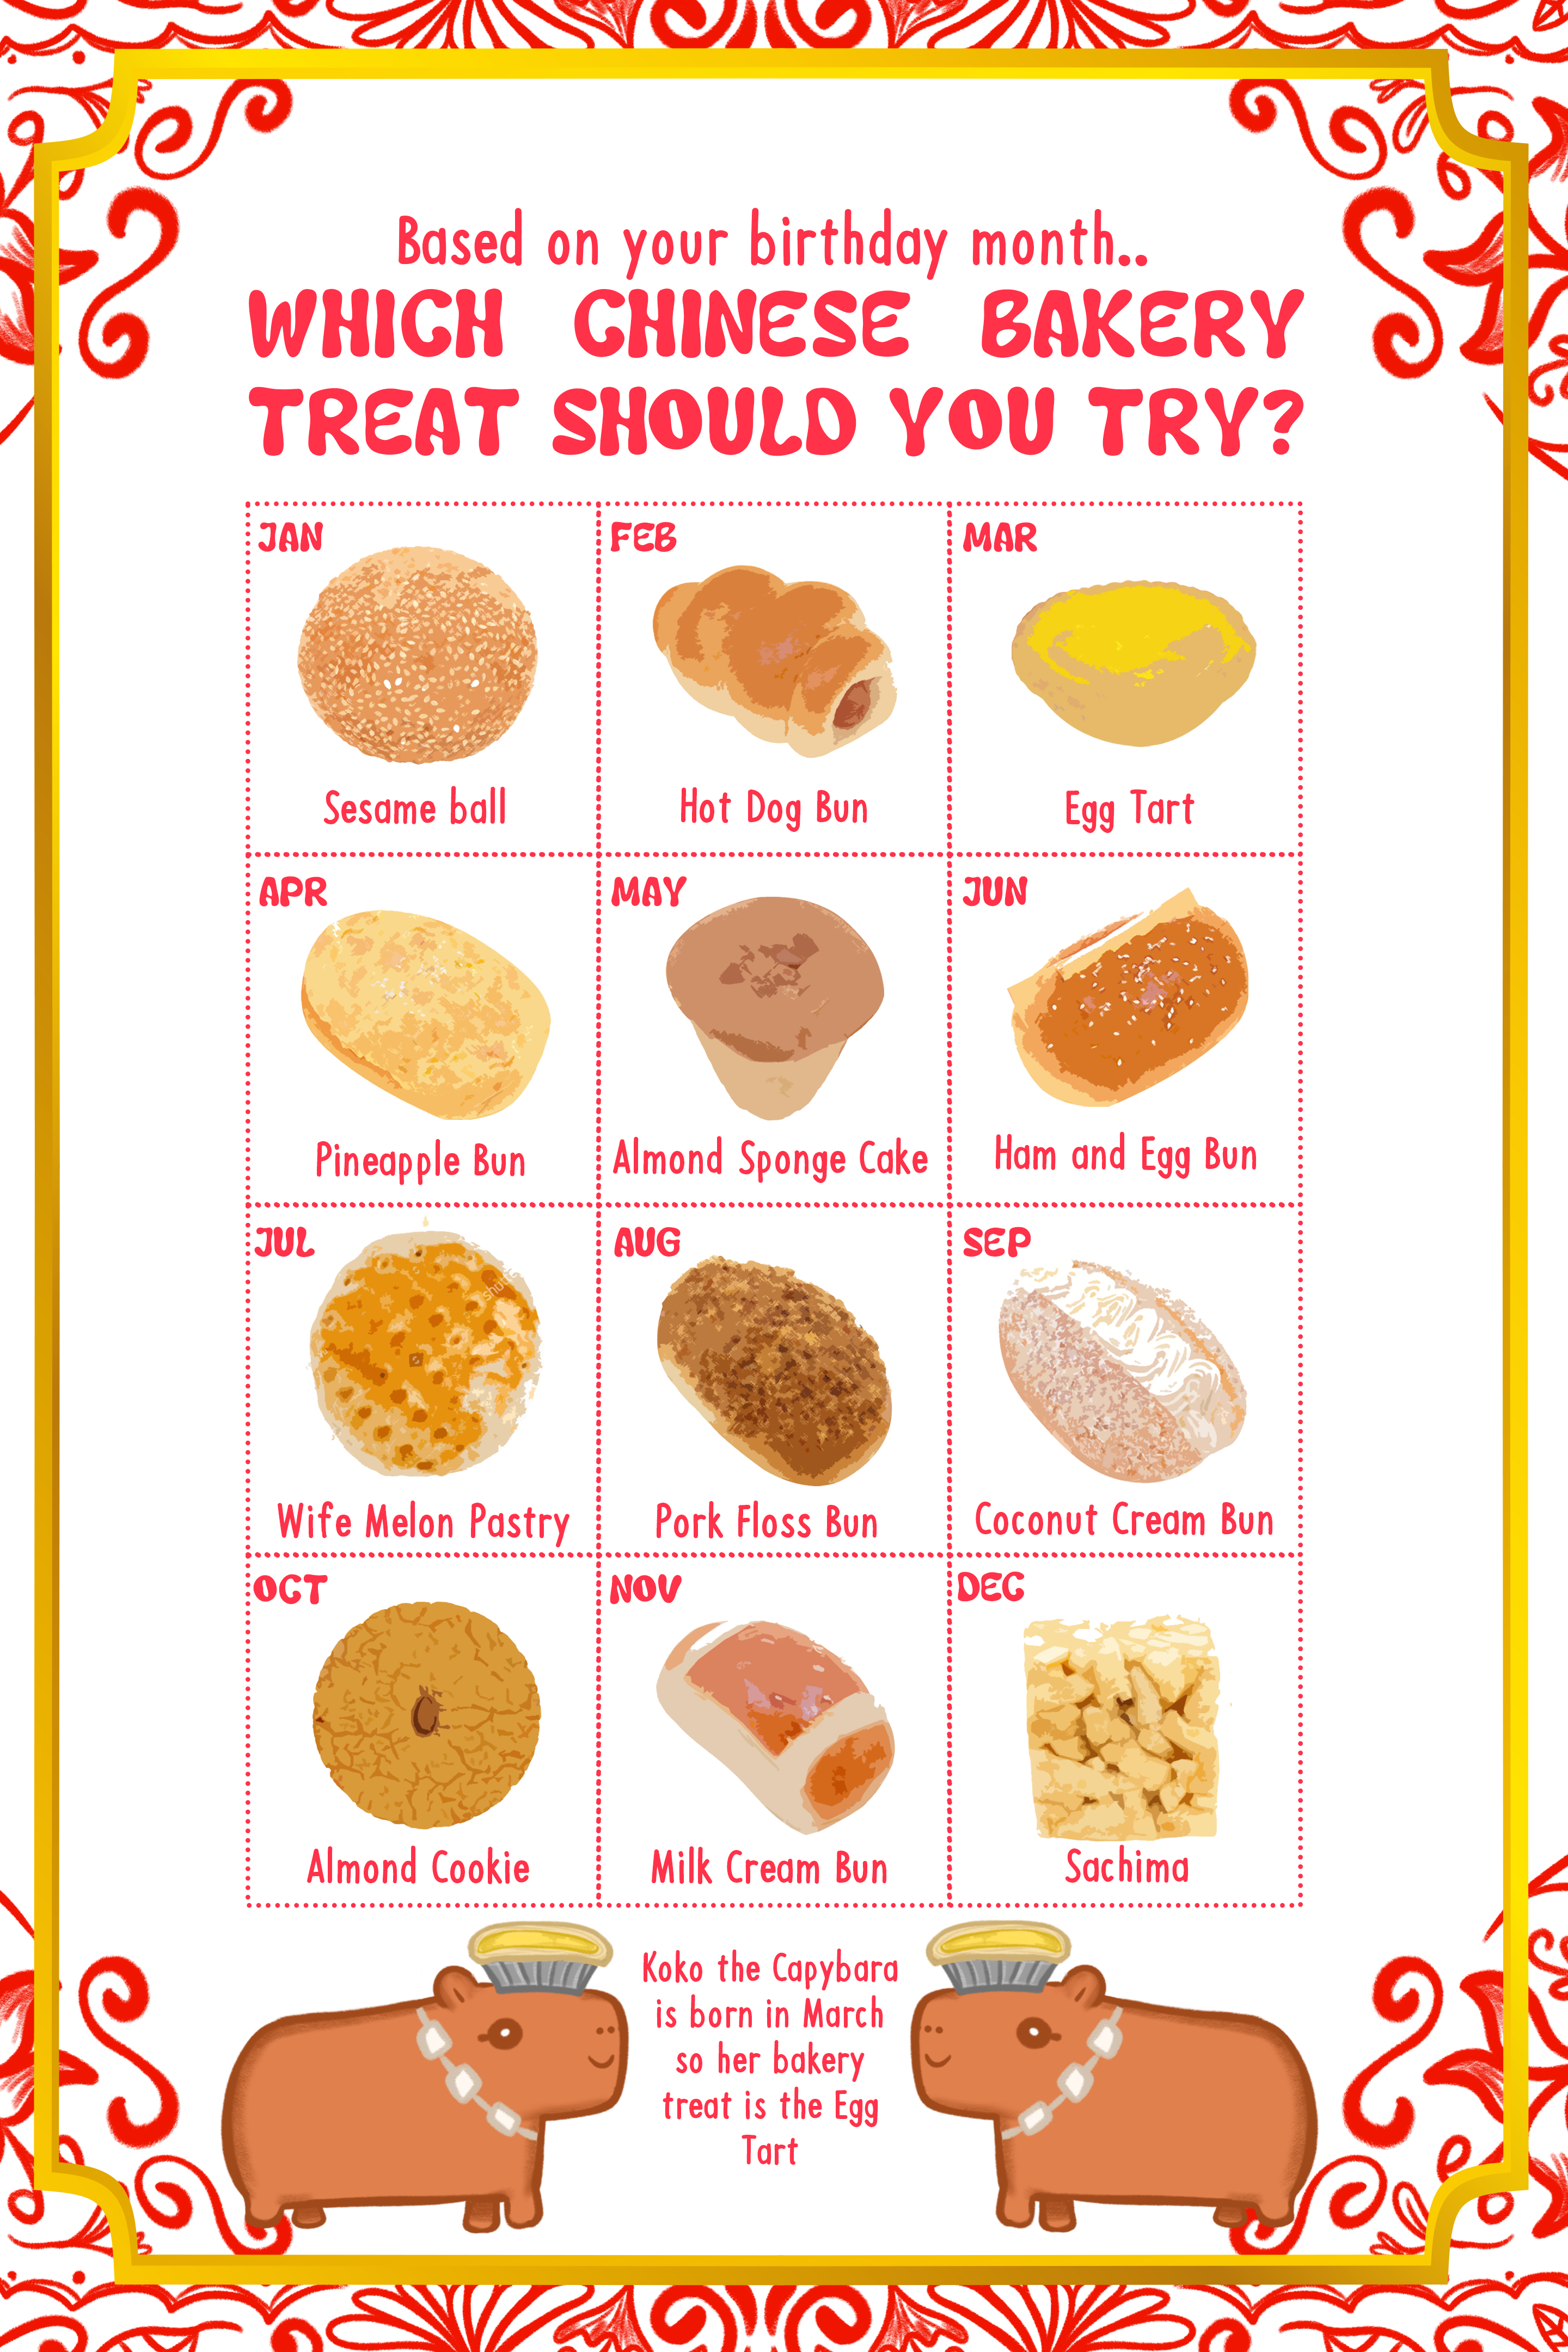 Based on your birthday month..
WHICH CHINESE BAKERY
TREAT SHOULD YOU TRY?
JAN
Sesame ball
FEB
Hot Dog Bun
MAR
Egg Tart
APR
Pineapple Bun
MAY
Almond Sponge Cake
JUN
Ham and Egg Bun
JUL
shut
Wife Melon Pastry
AUG
Pork Floss Bun
SEP
Coconut Cream Bun
OCT
Almond Cookie
NOV
Milk Cream Bun
DEC
Sachima
Koko the Capybara
is born in March
so her bakery
treat is the Egg
Tart